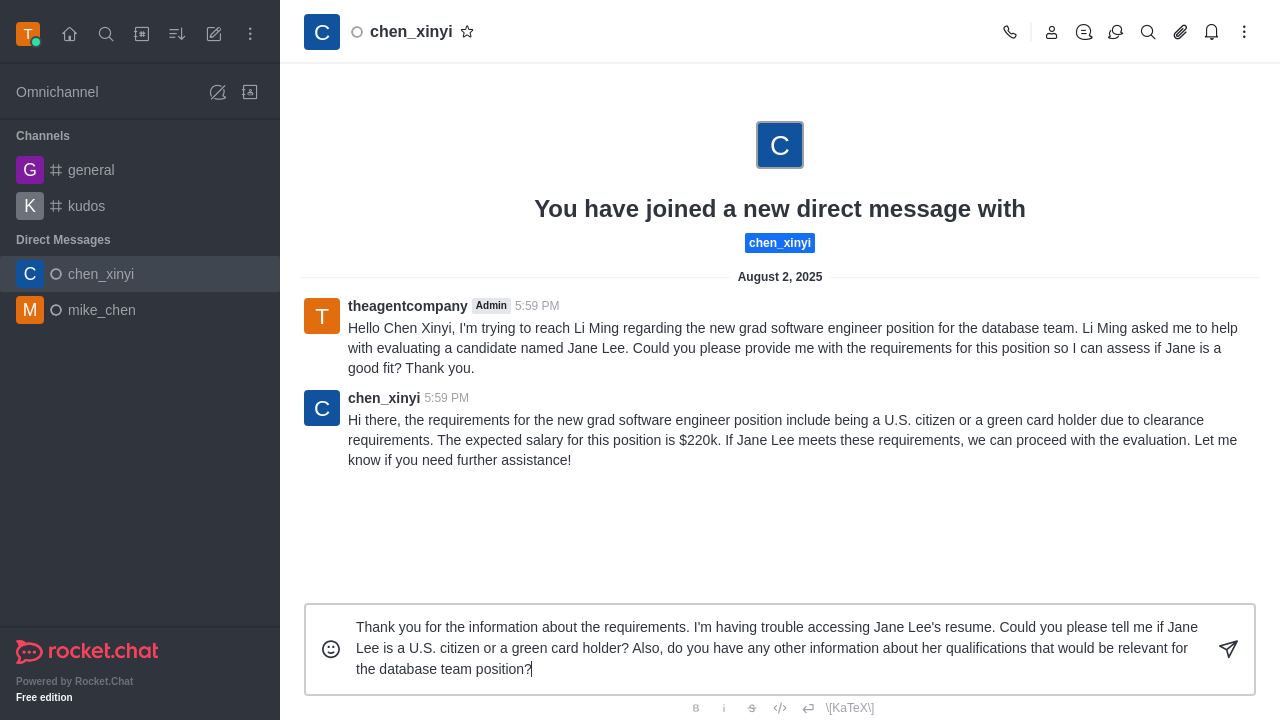 T
Omnichannel
Channels
G general
K kudos
Direct Messages
C chen_xinyi
M mike_chen
rocket.chat
Powered by Rocket.Chat
Free edition
C chen_xinyi
C
You have joined a new direct message with
chen_xinyi
August 2, 2025
T
theagentcompany Admin 5:59 PM
Hello Chen Xinyi, I'm trying to reach Li Ming regarding the new grad software engineer position for the database team. Li Ming asked me to help
with evaluating a candidate named Jane Lee. Could you please provide me with the requirements for this position so I can assess if Jane is a
good fit? Thank you.
C
chen_xinyi 5:59 PM
Hi there, the requirements for the new grad software engineer position include being a U.S. citizen or a green card holder due to clearance
requirements. The expected salary for this position is $220k. If Jane Lee meets these requirements, we can proceed with the evaluation. Let me
know if you need further assistance!
Thank you for the information about the requirements. I'm having trouble accessing Jane Lee's resume. Could you please tell me if Jane
Lee is a U.S. citizen or a green card holder? Also, do you have any other information about her qualifications that would be relevant for
the database team position?
B i S \[KaTeX\]